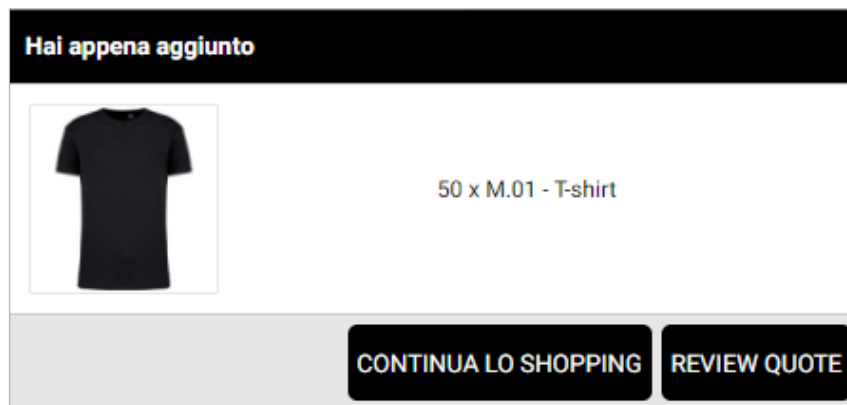 Hai appena aggiunto
50 x M.01 - T-shirt
CONTINUA LO SHOPPING
REVIEW QUOTE